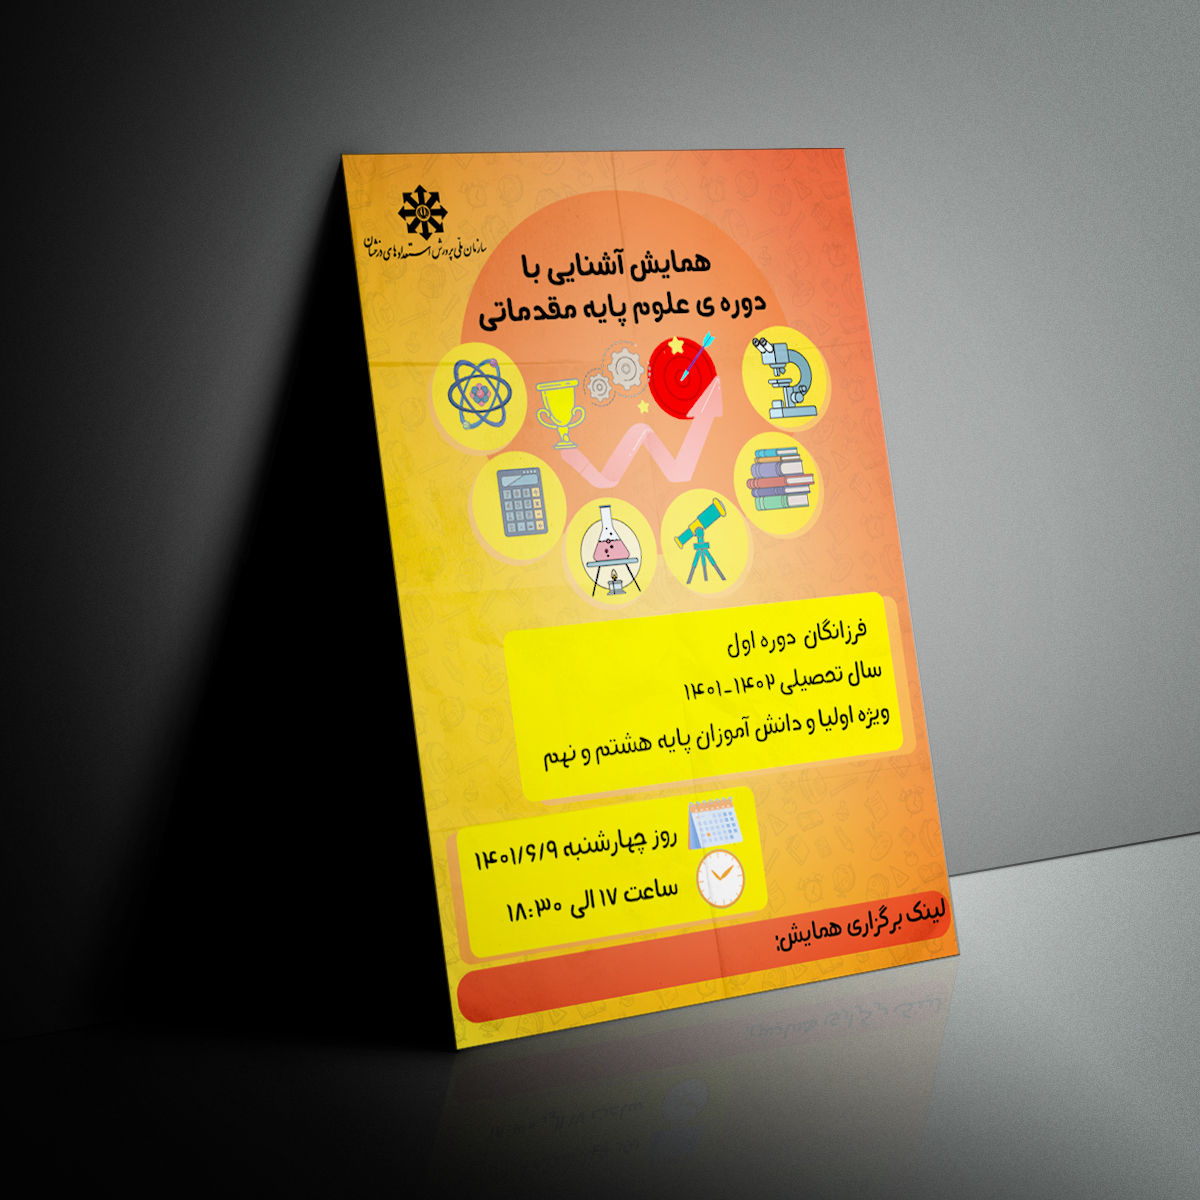 سازمان ملی پرورش استعدادهای درخشان
همایش آشنایی با
دوره ی علوم پایه مقدماتی
فرزانگان دوره اول
سال تحصیلی ۱۴۰۲-۱۴۰۱
ویژه اولیا و دانش آموزان پایه هشتم و نهم
روز چهارشنبه ۱۴۰۱/۶/۹
ساعت ۱۷ الی ۱۸:۳۰
لینک برگزاری همایش: